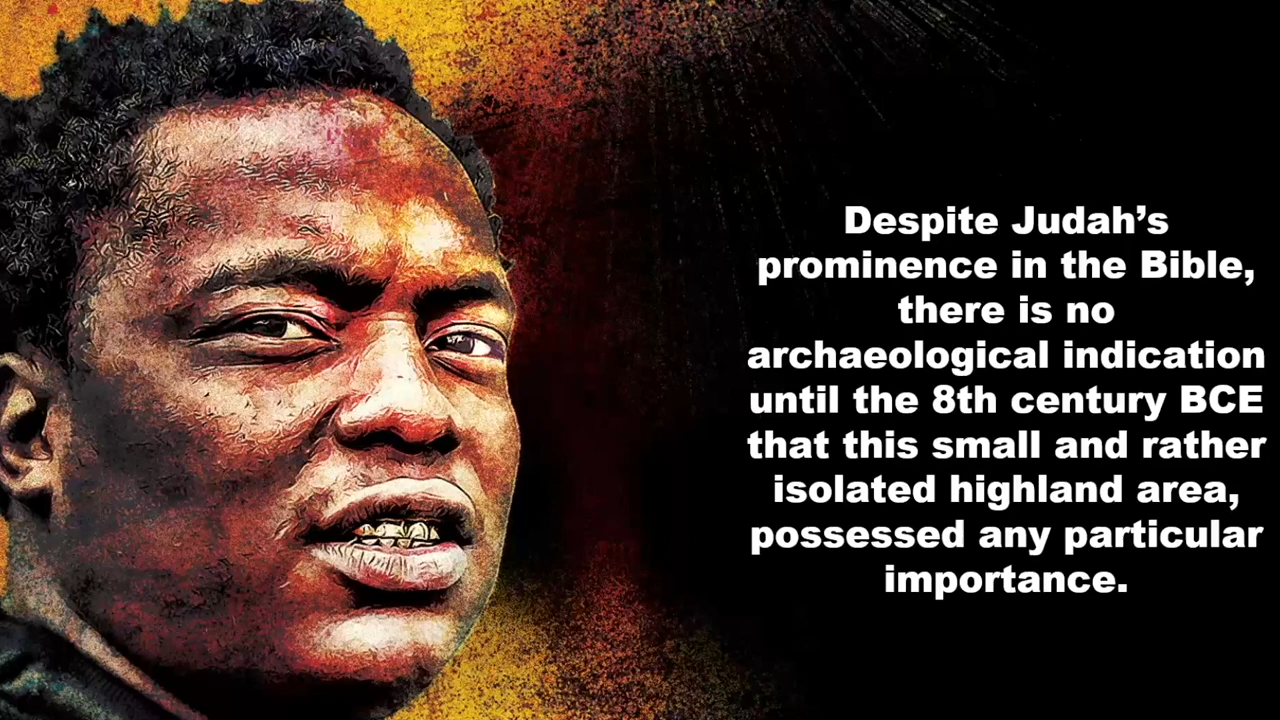 Despite Judah’s
prominence in the Bible,
there is no
archaeological indication
until the 8th century BCE
that this small and rather
isolated highland area,
possessed any particular
importance.